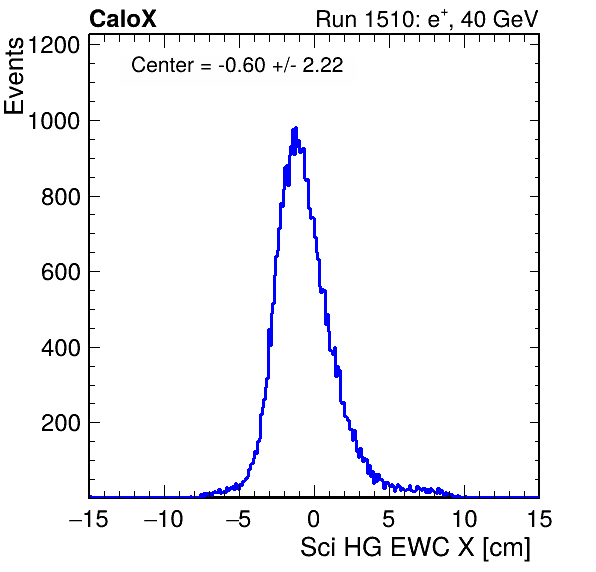 CaloX Run 1510: e⁺, 40 GeV
Center = -0.60 +/- 2.22
Events
1200
1000
800
600
400
200
−15 −10 −5 0 5 10 15
Sci HG EWC X [cm]